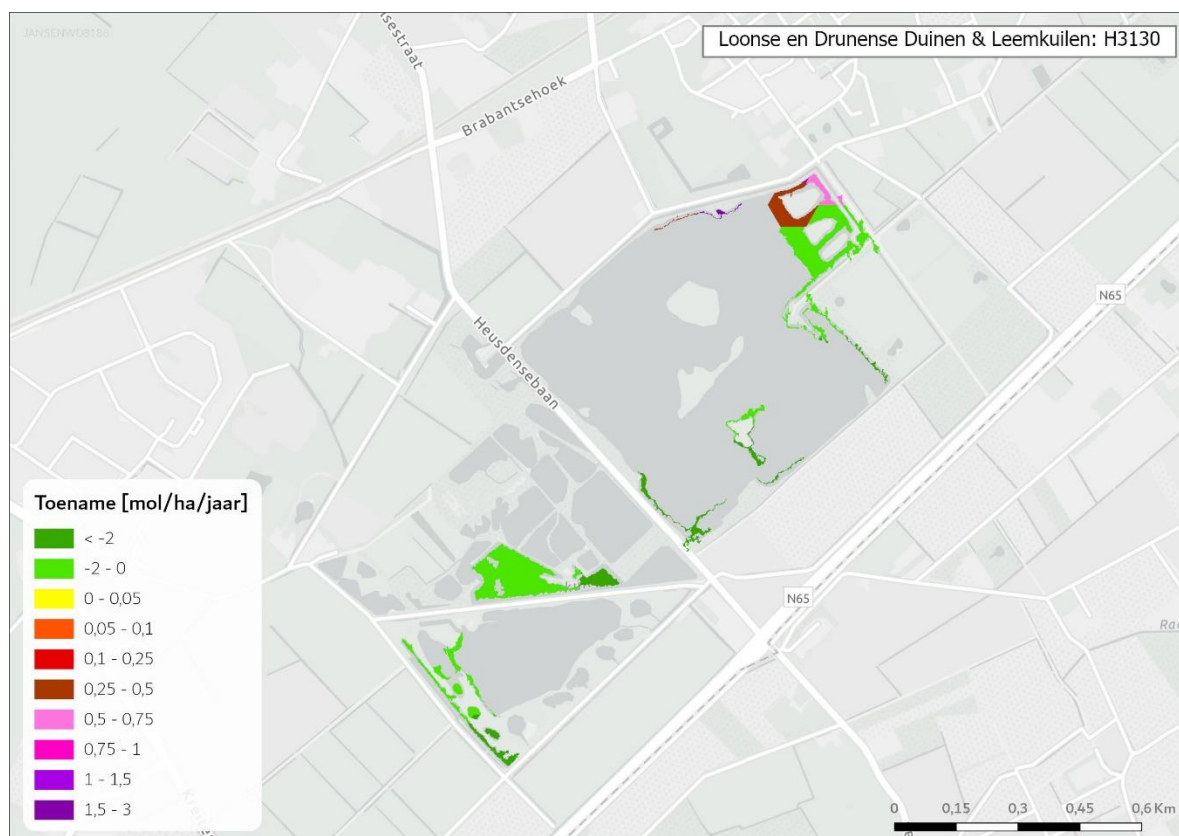 JANSENWD8186
Loonse en Drunense Duinen & Leemkuilen: H3130
Brabantsehoek
N65
Heusdensebaan
Toename [mol/ha/jaar]
< -2
-2 - 0
0 - 0,05
0,05 - 0,1
0,1 - 0,25
0,25 - 0,5
0,5 - 0,75
0,75 - 1
1 - 1,5
1,5 - 3
N65
0 0,15 0,3 0,45 0,6 Km